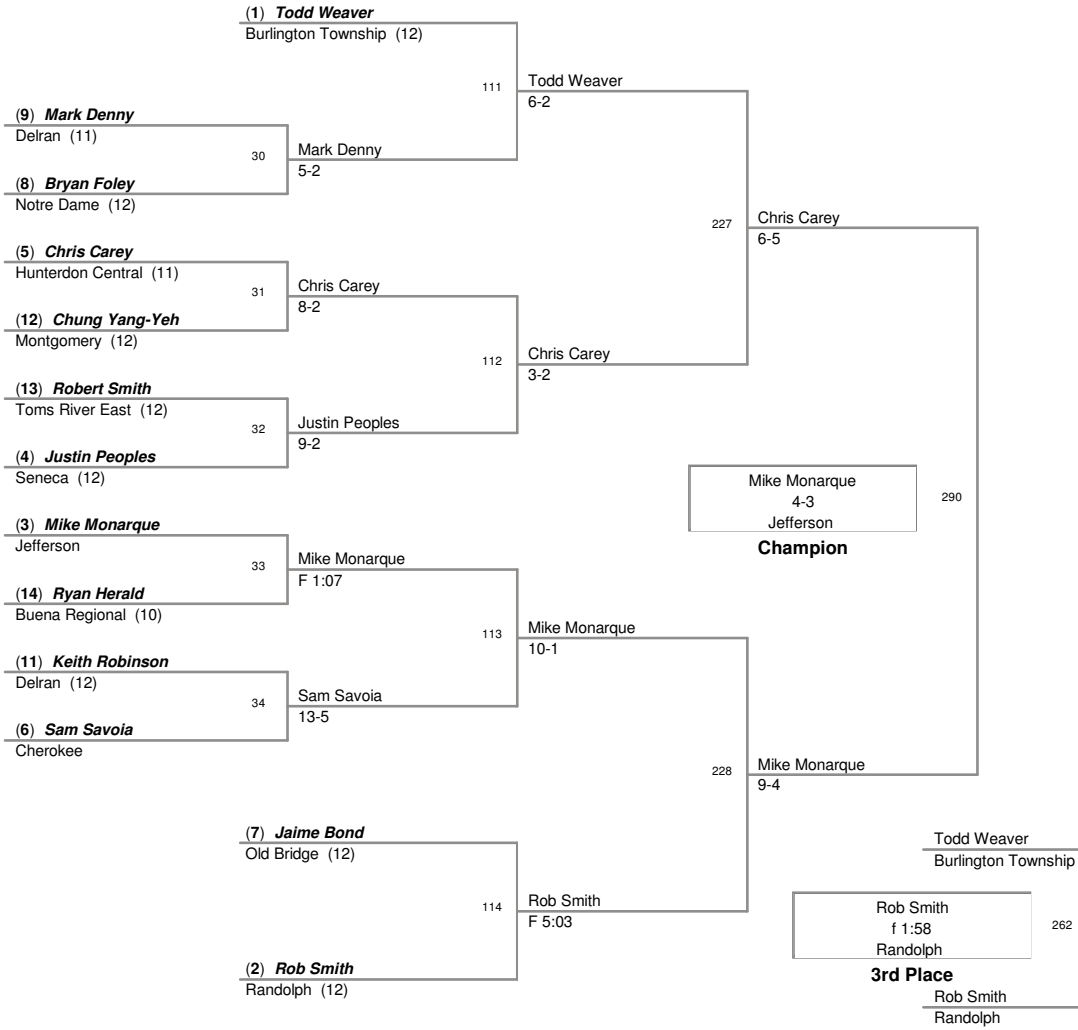 (1) Todd Weaver
Burlington Township (12)
111
Todd Weaver
6-2
(9) Mark Denny
Delran (11)
30
Mark Denny
5-2
(8) Bryan Foley
Notre Dame (12)
227
Chris Carey
6-5
(5) Chris Carey
Hunterdon Central (11)
31
Chris Carey
8-2
(12) Chung Yang-Yeh
Montgomery (12)
112
Chris Carey
3-2
(13) Robert Smith
Toms River East (12)
32
Justin Peoples
9-2
(4) Justin Peoples
Seneca (12)
Mike Monarque
4-3
Jefferson
290
Champion
(3) Mike Monarque
Jefferson
33
Mike Monarque
F 1:07
(14) Ryan Herald
Buena Regional (10)
113
Mike Monarque
10-1
(11) Keith Robinson
Delran (12)
34
Sam Savoia
13-5
(6) Sam Savoia
Cherokee
228
Mike Monarque
9-4
(7) Jaime Bond
Old Bridge (12)
114
Rob Smith
F 5:03
(2) Rob Smith
Randolph (12)
Todd Weaver
Burlington Township
Rob Smith
f 1:58
Randolph
262
3rd Place
Rob Smith
Randolph